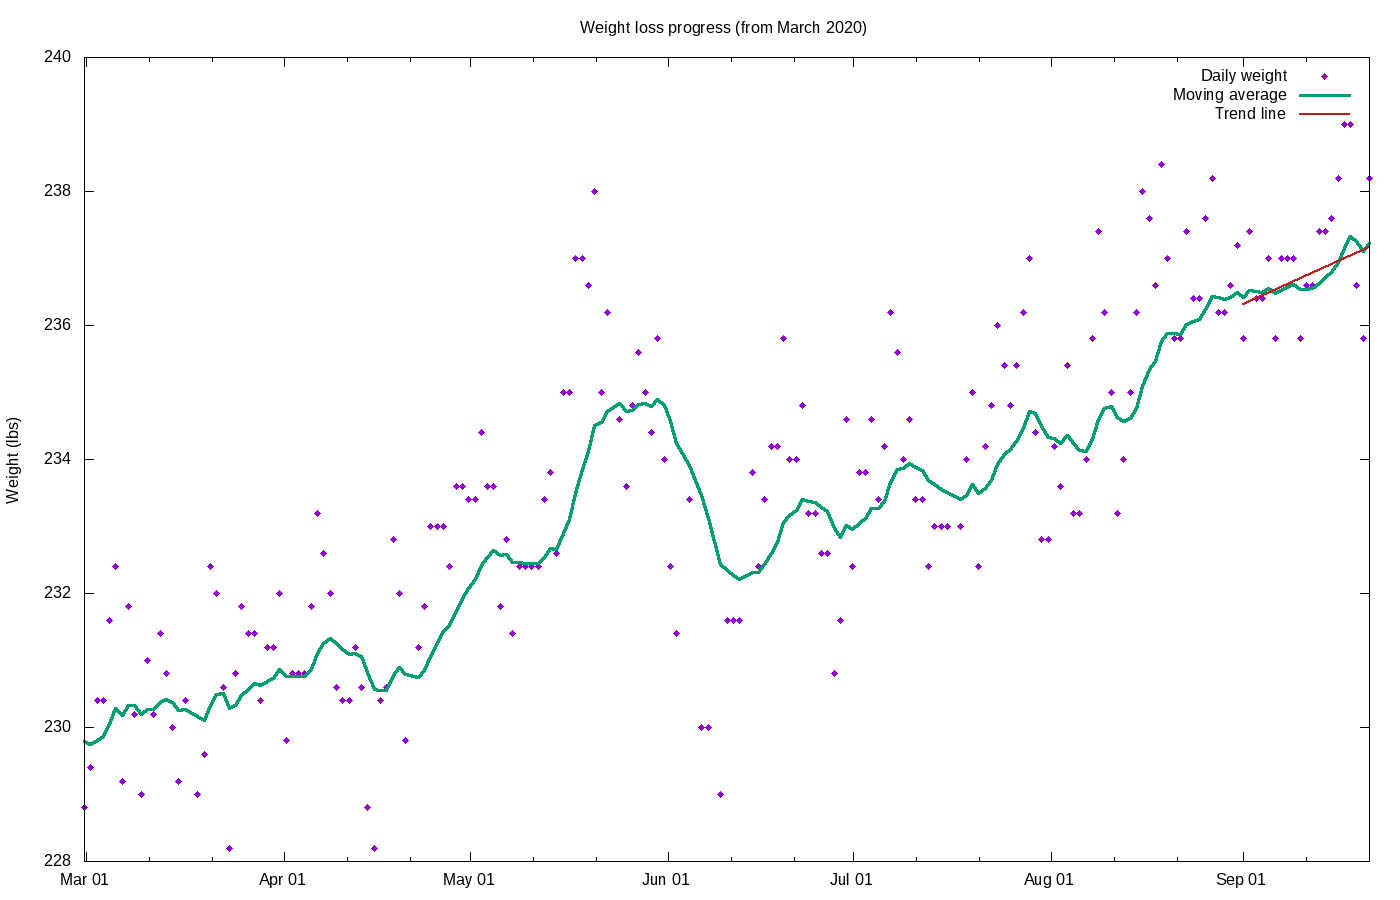 Weight loss progress (from March 2020)
240
238
236
234
232
230
228
Weight (lbs)
Daily weight
Moving average
Trend line
Mar 01 Apr 01 May 01 Jun 01 Jul 01 Aug 01 Sep 01